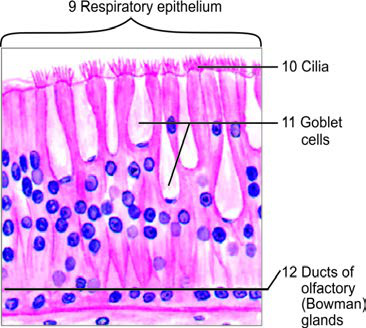 9 Respiratory epithelium
10 Cilia
11 Goblet
cells
12 Ducts of
olfactory
(Bowman)
glands